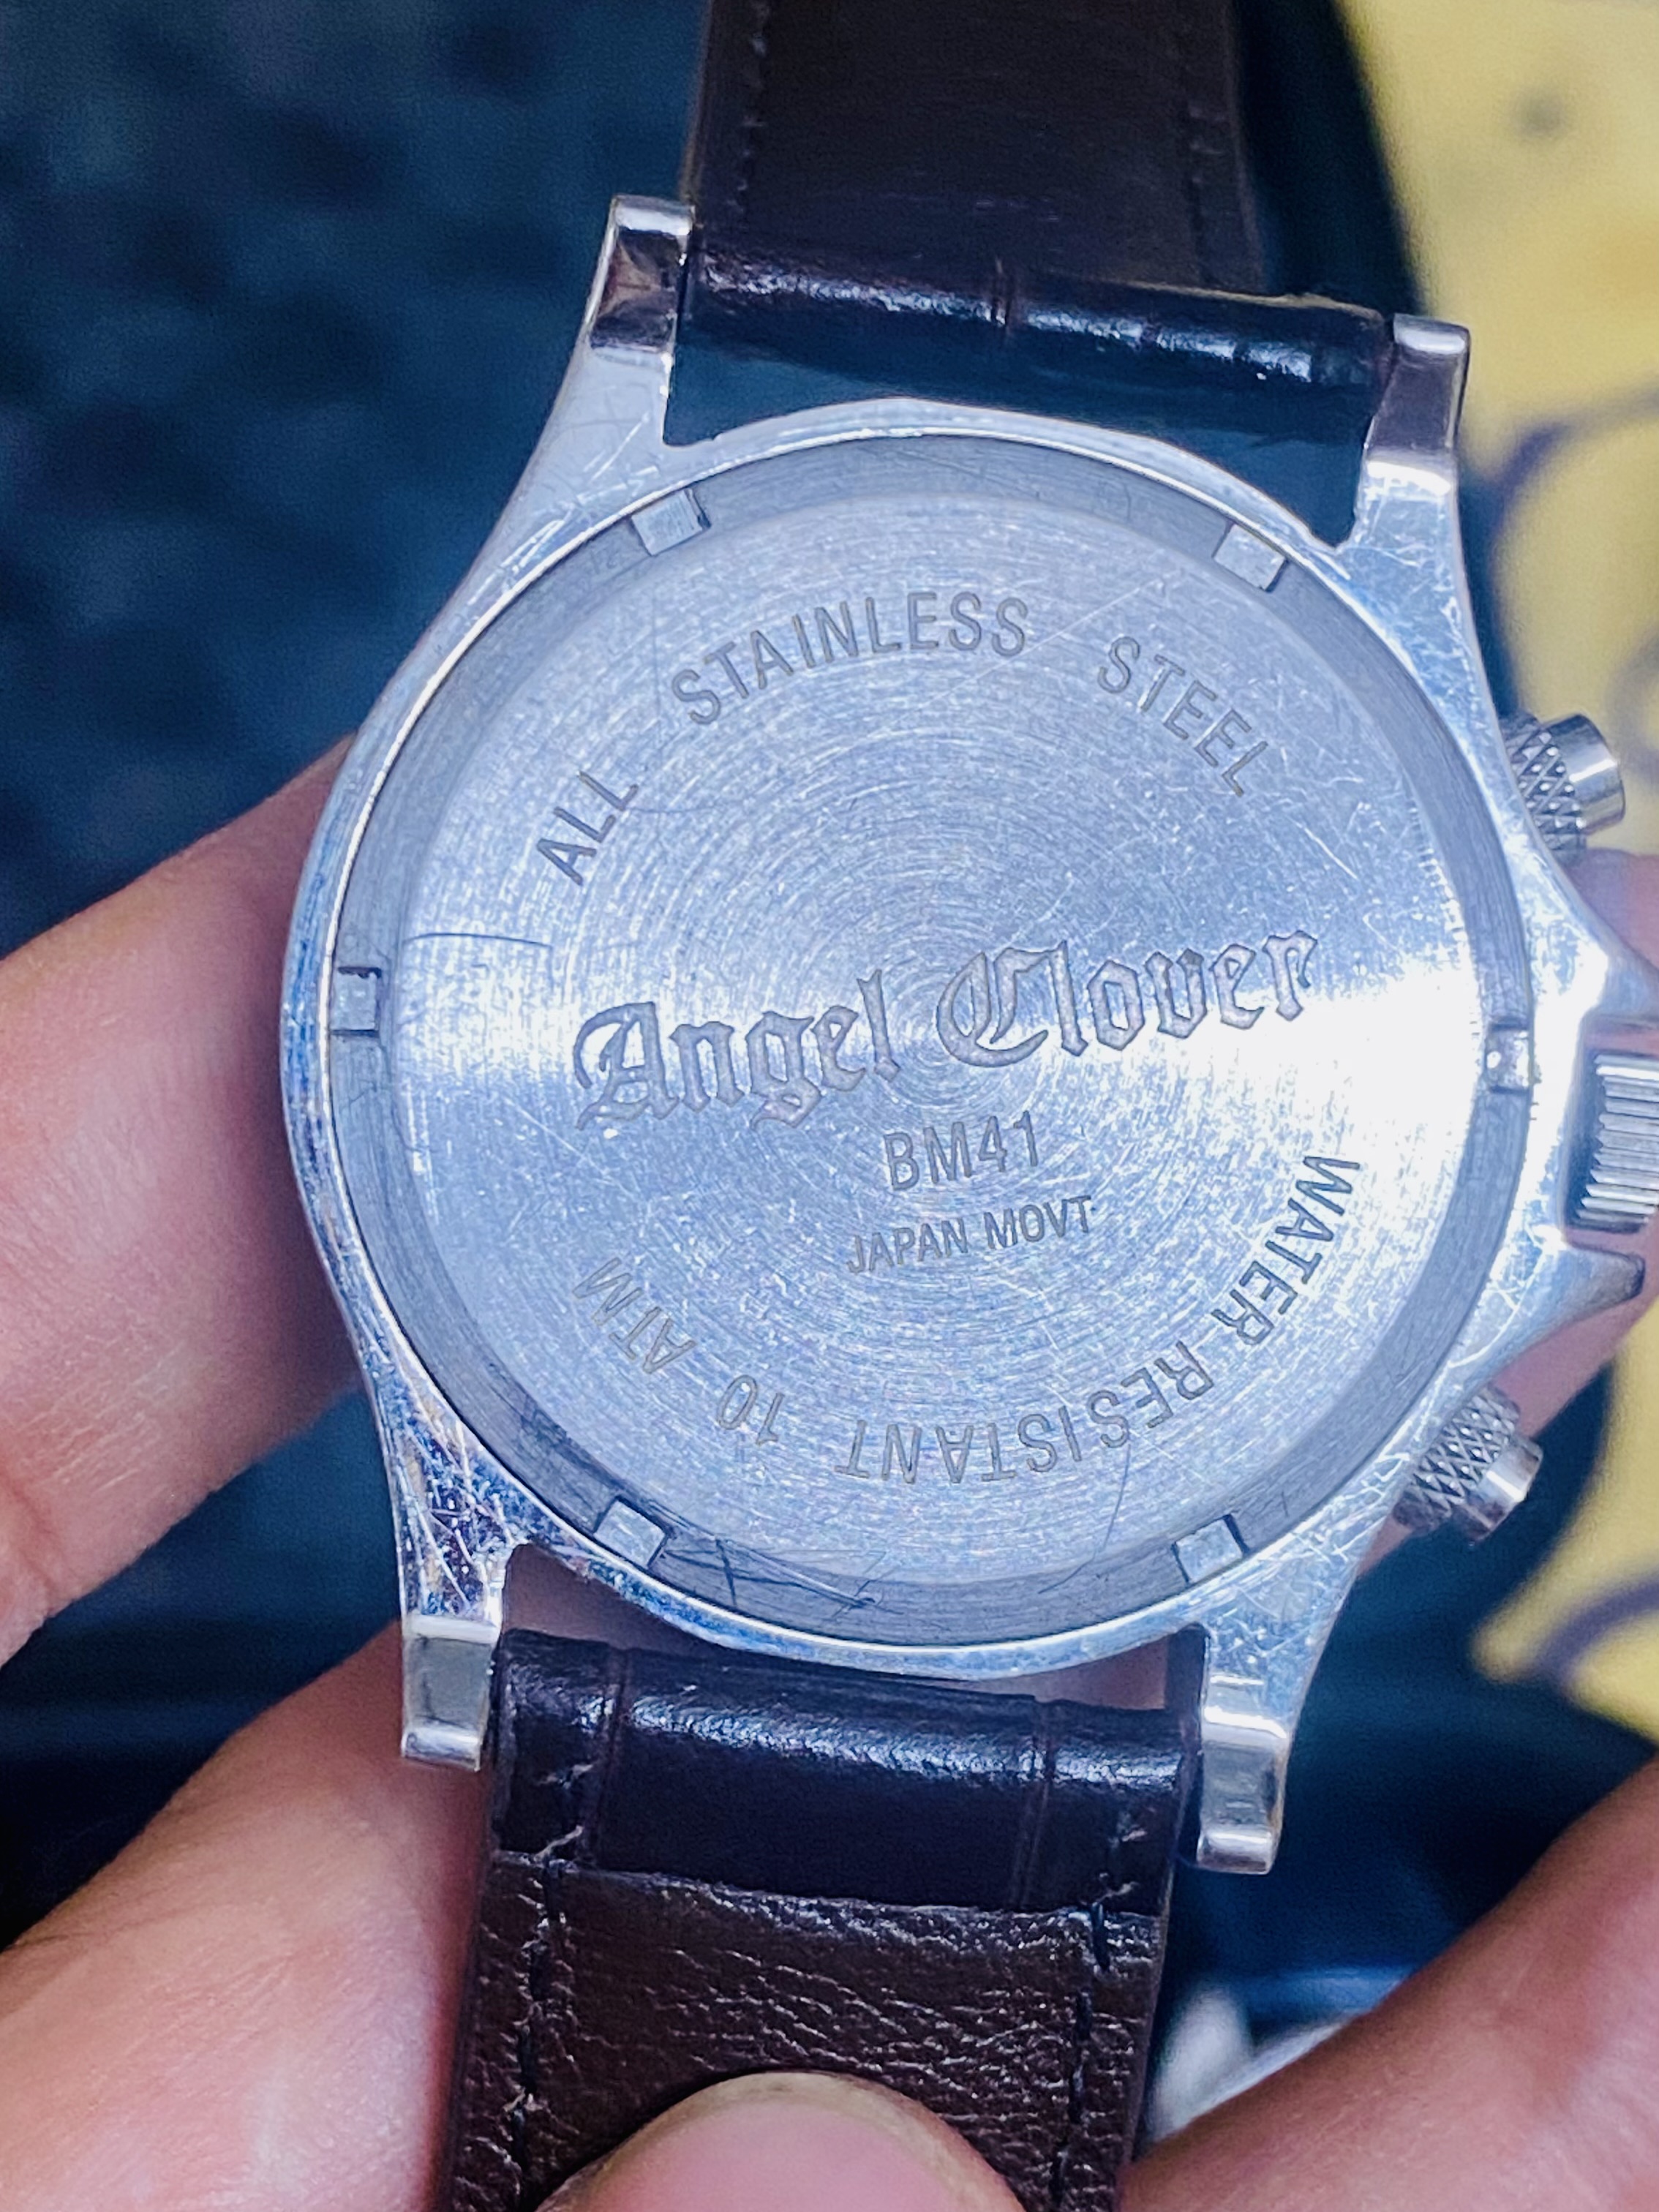 ALL STAINLESS STEEL
Angel Clover
BM41
JAPAN MOVT
WATER RESISTANT 10 ATM